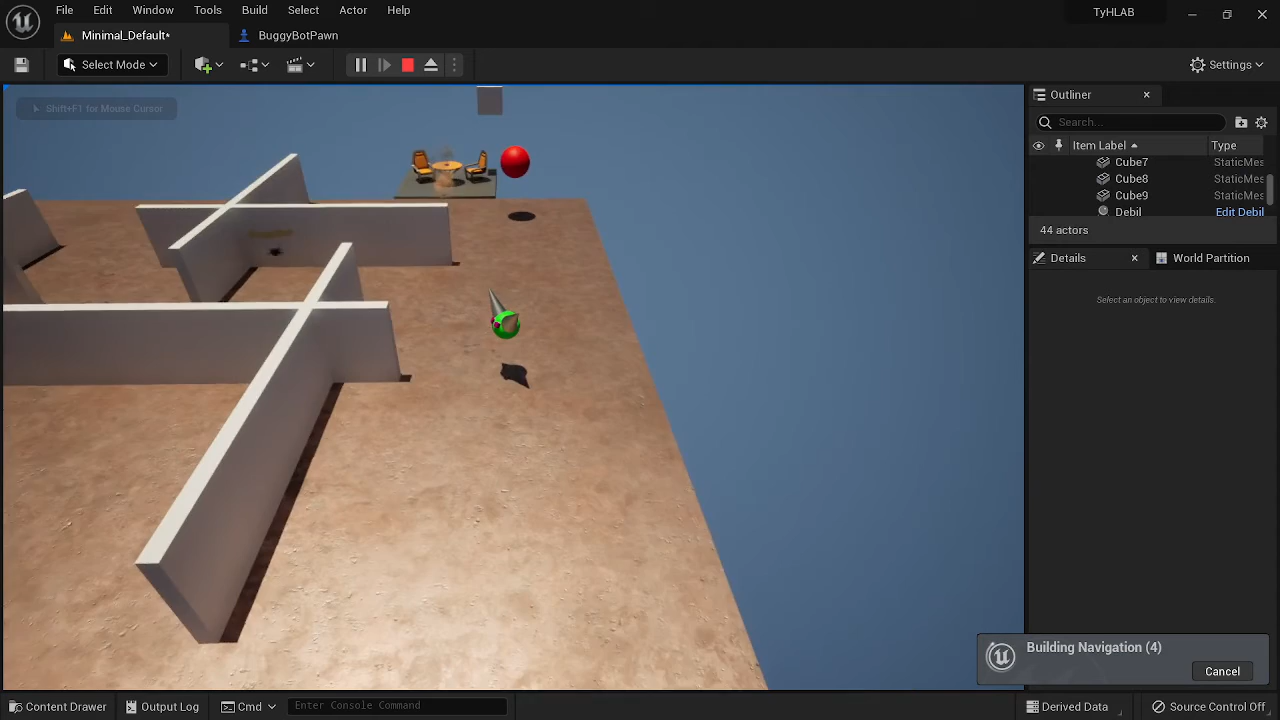 File Edit Window Tools Build Select Actor Help TyHLAB
Minimal_Default* BuggyBotPawn
Select Mode Settings
Shift+F1 for Mouse Cursor
Outliner
Search...
Item Label Type
Cube7 StaticMes
Cube8 StaticMes
Cube9 StaticMes
Debil Edit Debil
44 actors
Details World Partition
Select an object to view details.
Building Navigation (4)
Cancel
Content Drawer Output Log Cmd Enter Console Command Derived Data Source Control Off